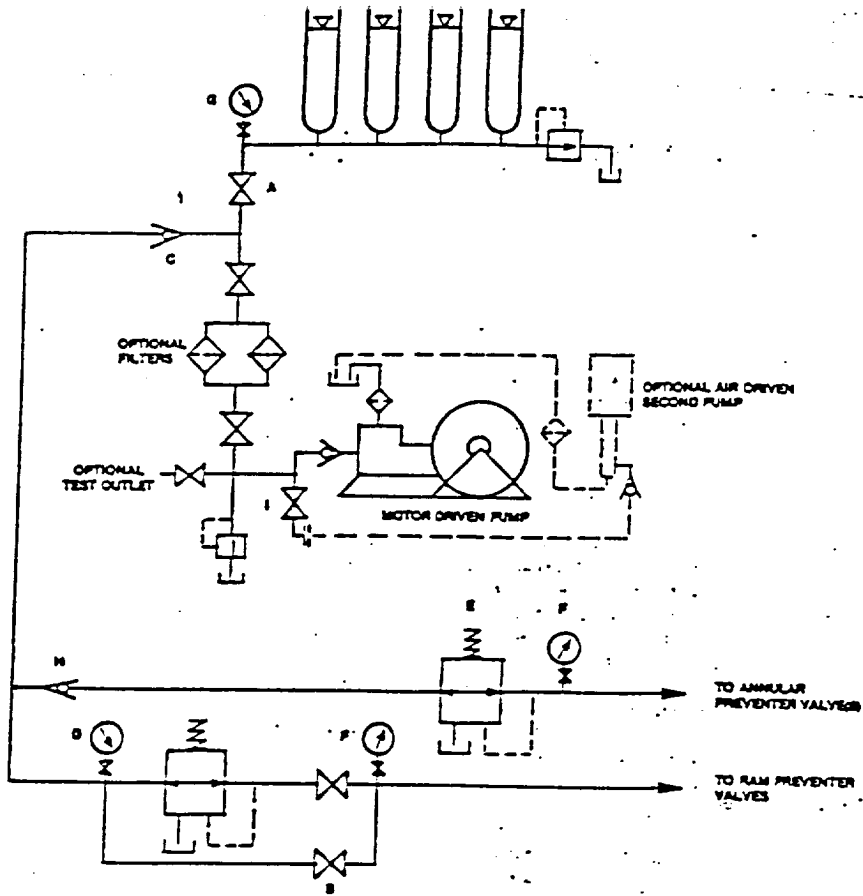 G
A
1
C
OPTIONAL
FILTERS
OPTIONAL AIR DRIVEN
SECOND PUMP
OPTIONAL
TEST OUTLET
I
MOTOR DRIVEN PUMP
E
F
H
TO ANNULAR
PREVENTER VALVE(S)
F
TO RAM PREVENTER
VALVES
B